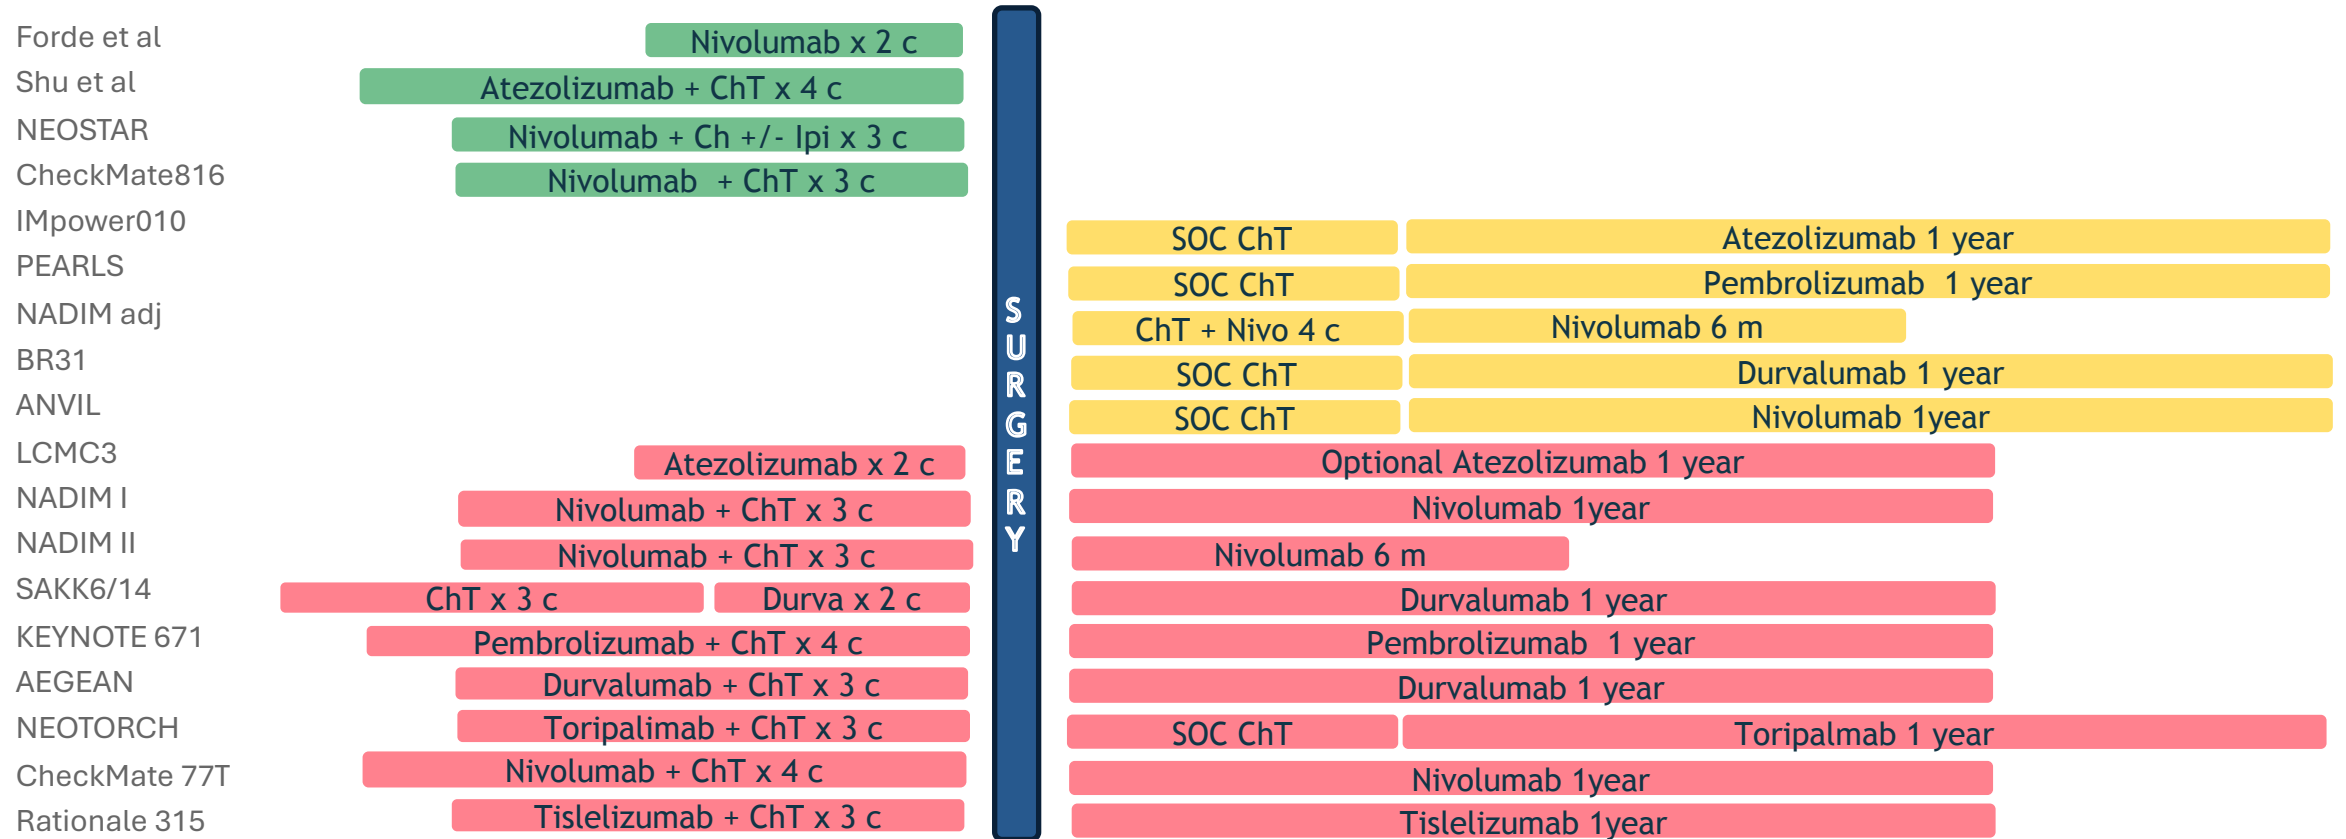 Forde et al
Nivolumab x 2 c
Shu et al
Atezolizumab + ChT x 4 c
NEOSTAR
Nivolumab + Ch +/- Ipi x 3 c
CheckMate816
Nivolumab + ChT x 3 c
IMpower010
SOC ChT
Atezolizumab 1 year
PEARLS
SOC ChT
Pembrolizumab 1 year
NADIM adj
ChT + Nivo 4 c
Nivolumab 6 m
BR31
SOC ChT
Durvalumab 1 year
ANVIL
SOC ChT
Nivolumab 1year
LCMC3
Atezolizumab x 2 c
Optional Atezolizumab 1 year
NADIM I
Nivolumab + ChT x 3 c
Nivolumab 1year
NADIM II
Nivolumab + ChT x 3 c
Nivolumab 6 m
SAKK6/14
ChT x 3 c
Durva x 2 c
Durvalumab 1 year
KEYNOTE 671
Pembrolizumab + ChT x 4 c
Pembrolizumab 1 year
AEGEAN
Durvalumab + ChT x 3 c
Durvalumab 1 year
NEOTORCH
Toripalimab + ChT x 3 c
SOC ChT
Toripalmab 1 year
CheckMate 77T
Nivolumab + ChT x 4 c
Nivolumab 1year
Rationale 315
Tislelizumab + ChT x 3 c
Tislelizumab 1year
SURGERY